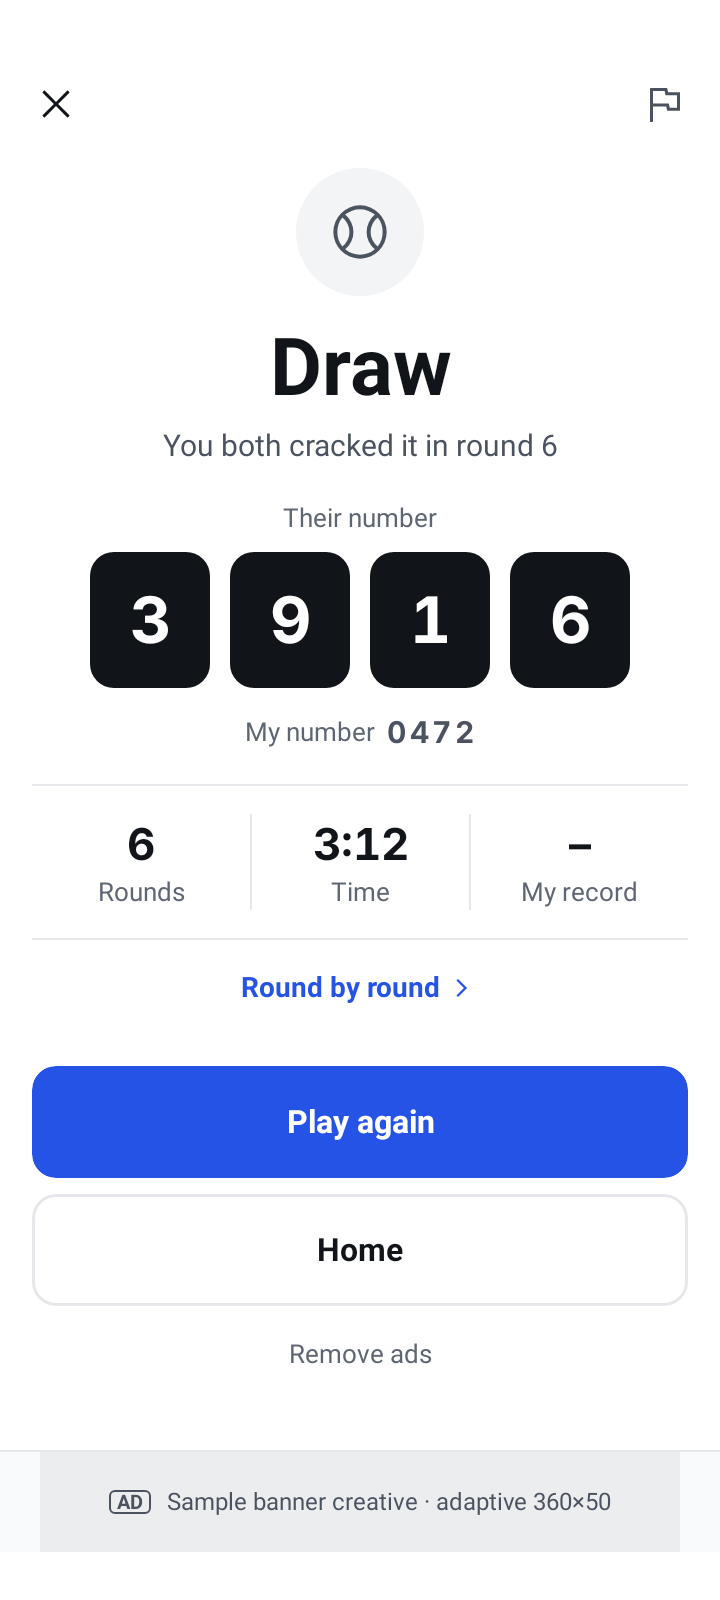 Draw
You both cracked it in round 6
Their number
3 9 1 6
My number 0472
6 3:12 –
Rounds Time My record
Round by round
Play again
Home
Remove ads
AD Sample banner creative · adaptive 360×50